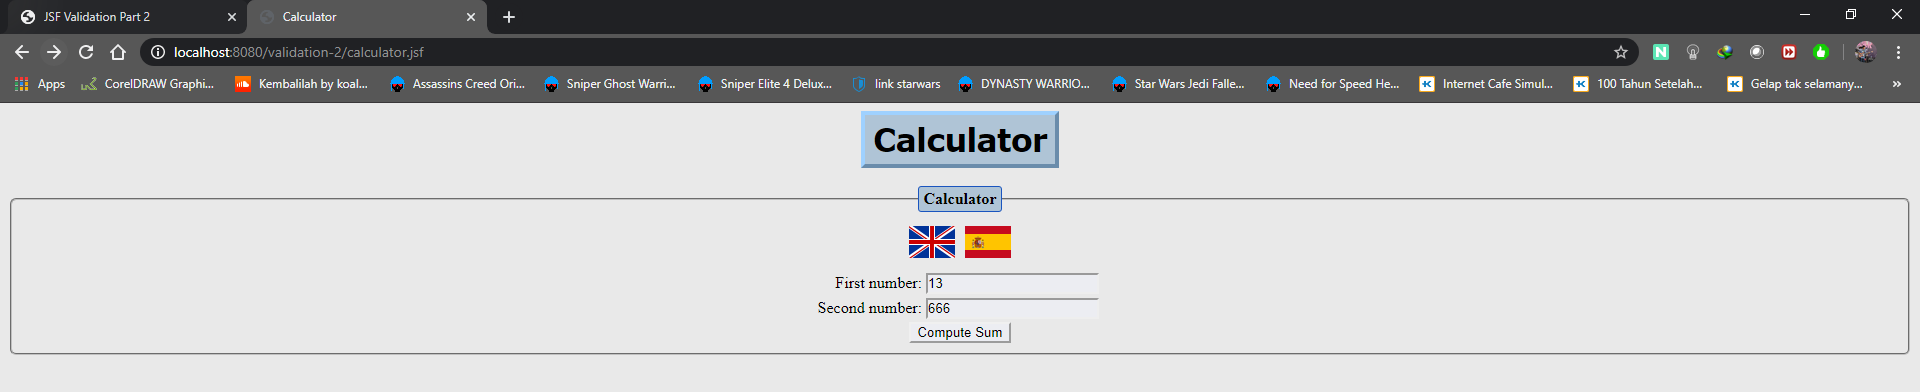 JSF Validation Part 2
Calculator
localhost:8080/validation-2/calculator.jsf
Apps
CorelDRAW Graphi...
Kembalilah by koal...
Assassins Creed Ori...
Sniper Ghost Warri...
Sniper Elite 4 Delux...
link starwars
DYNASTY WARRIO...
Star Wars Jedi Falle...
Need for Speed He...
Internet Cafe Simul...
100 Tahun Setelah...
Gelap tak selamany...
Calculator
Calculator
First number: 13
Second number: 666
Compute Sum